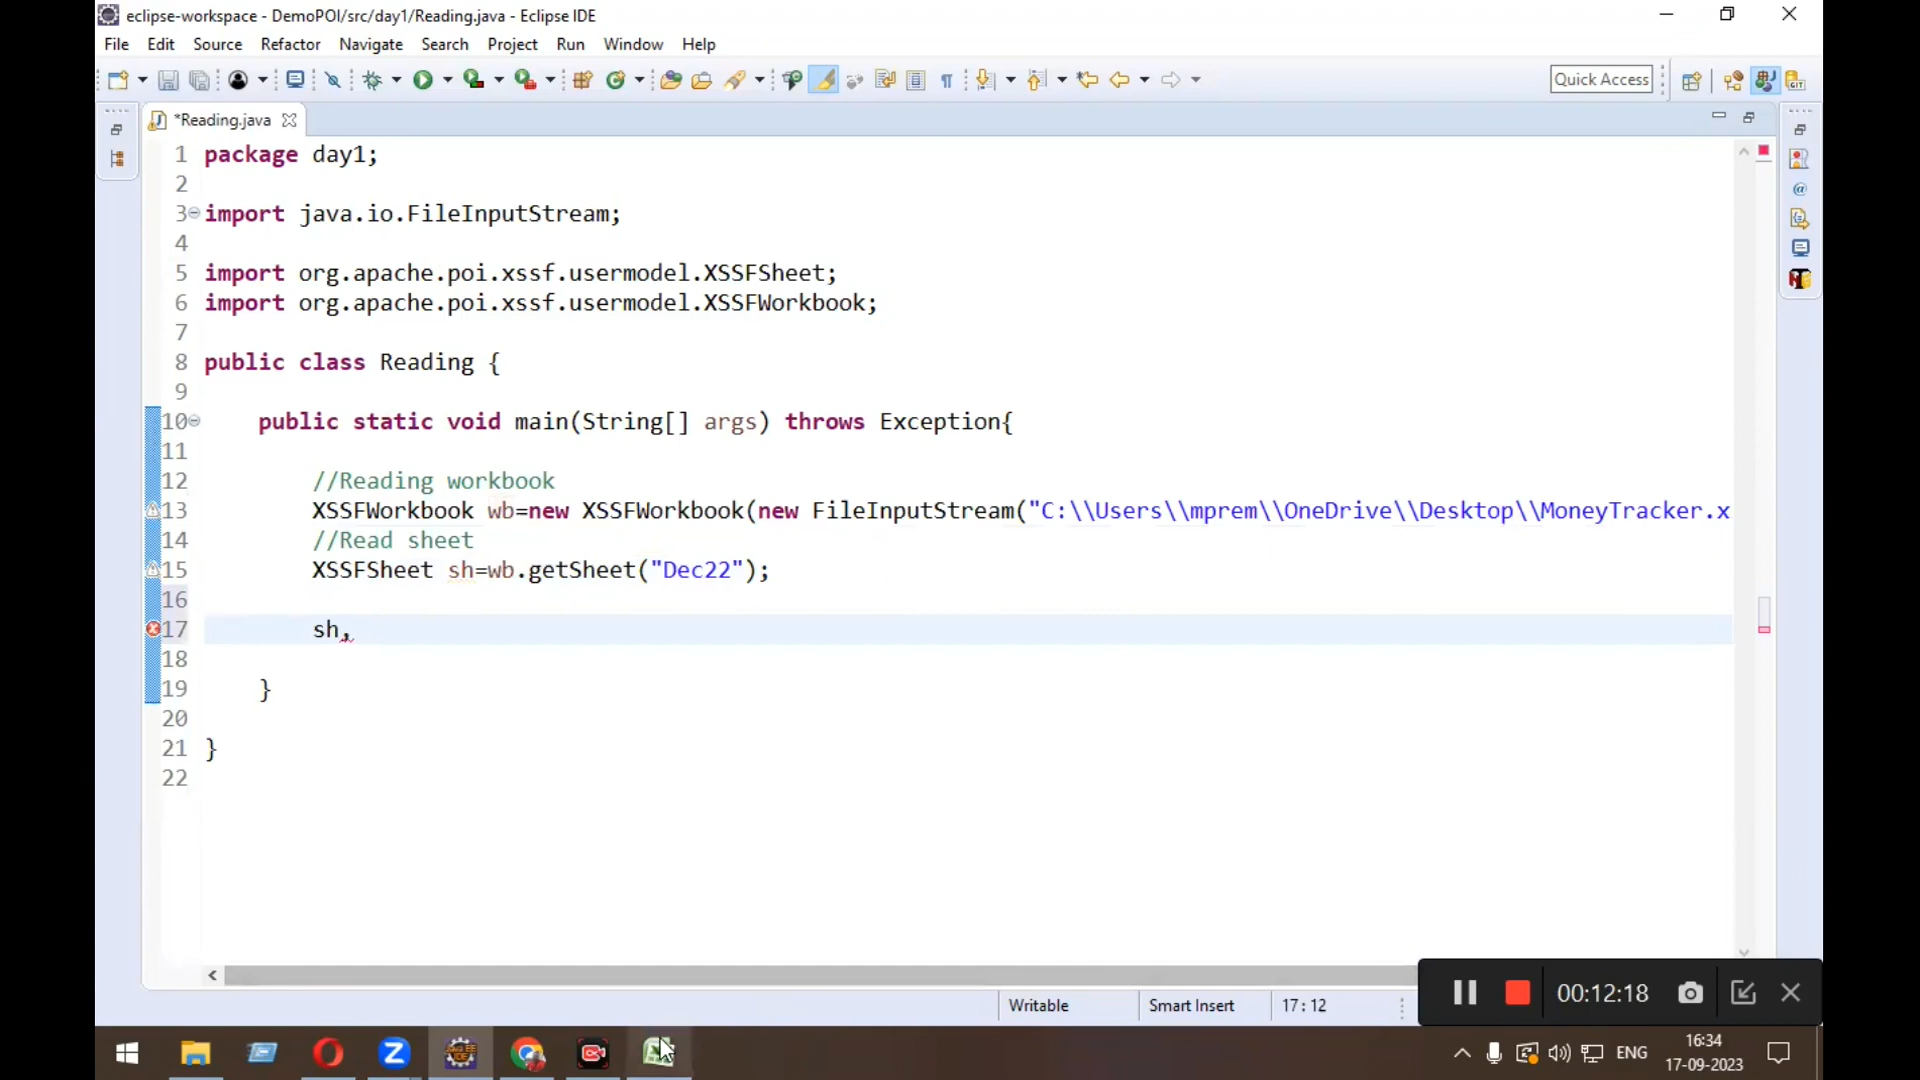 eclipse-workspace - DemoPOI/src/day1/Reading.java - Eclipse IDE
File Edit Source Refactor Navigate Search Project Run Window Help
Quick Access
*Reading.java
1 package day1;
2
3 import java.io.FileInputStream;
4
5 import org.apache.poi.xssf.usermodel.XSSFSheet;
6 import org.apache.poi.xssf.usermodel.XSSFWorkbook;
7
8 public class Reading {
9
10 public static void main(String[] args) throws Exception{
11
12 //Reading workbook
13 XSSFWorkbook wb=new XSSFWorkbook(new FileInputStream("C:\\Users\\mprem\\OneDrive\\Desktop\\MoneyTracker.x
14 //Read sheet
15 XSSFSheet sh=wb.getSheet("Dec22");
16
17 sh,
18
19 }
20
21 }
22
Writable Smart Insert 17:12
00:12:18
ENG
16:34
17-09-2023